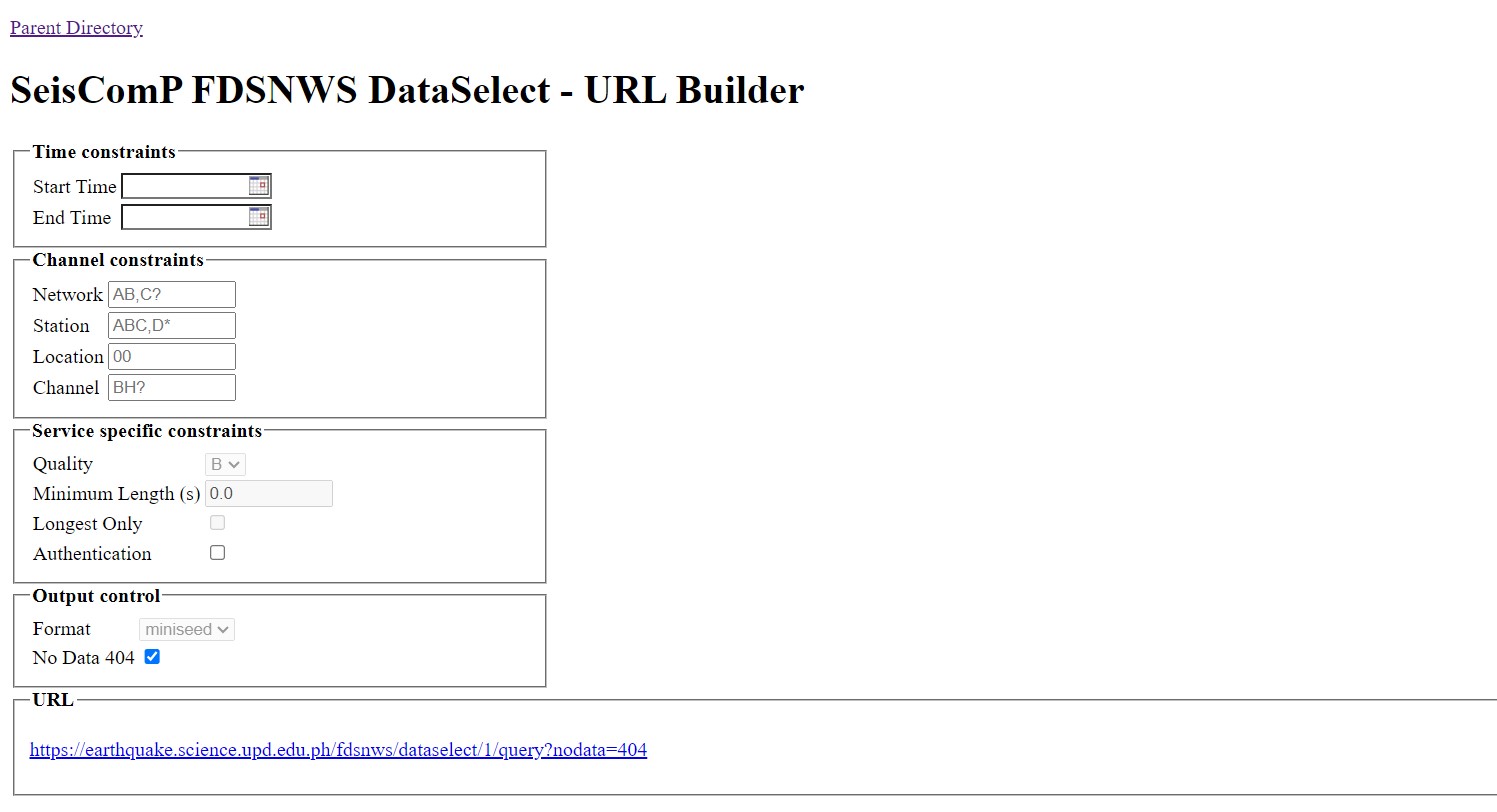 Parent Directory
SeisComP FDSNWS DataSelect - URL Builder
Time constraints
Start Time
End Time
Channel constraints
Network AB,C?
Station ABC,D*
Location 00
Channel BH?
Service specific constraints
Quality B
Minimum Length (s) 0.0
Longest Only
Authentication
Output control
Format miniseed
No Data 404
URL
https://earthquake.science.upd.edu.ph/fdsnws/dataselect/1/query?nodata=404